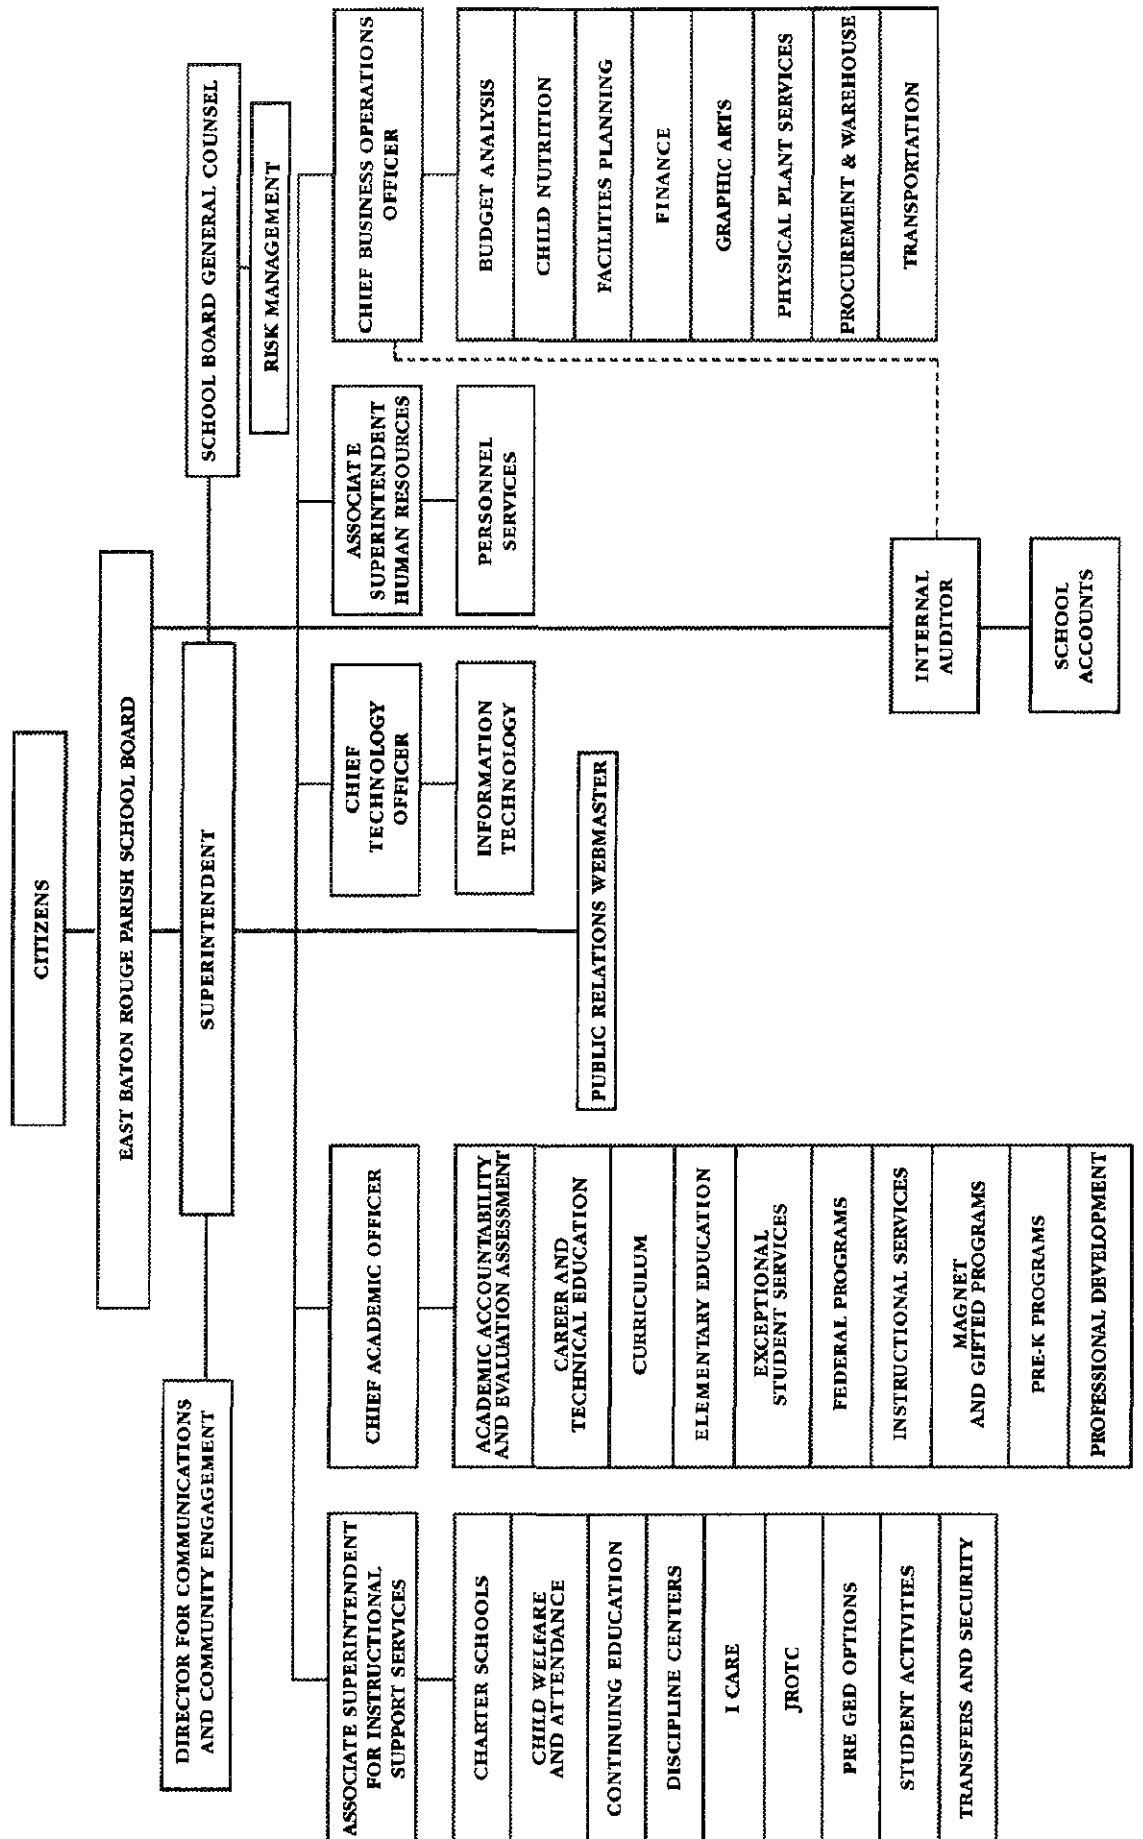 CITIZENS
EAST BATON ROUGE PARISH SCHOOL BOARD
SUPERINTENDENT
DIRECTOR FOR COMMUNICATIONS
AND COMMUNITY ENGAGEMENT
SCHOOL BOARD GENERAL COUNSEL
RISK MANAGEMENT
ASSOCIATE SUPERINTENDENT
FOR INSTRUCTIONAL
SUPPORT SERVICES
CHARTER SCHOOLS
CHILD WELFARE
AND ATTENDANCE
CONTINUING EDUCATION
DISCIPLINE CENTERS
I CARE
JROTC
PRE GED OPTIONS
STUDENT ACTIVITIES
TRANSFERS AND SECURITY
CHIEF ACADEMIC OFFICER
ACADEMIC ACCOUNTABILITY
AND EVALUATION ASSESSMENT
CAREER AND
TECHNICAL EDUCATION
CURRICULUM
ELEMENTARY EDUCATION
EXCEPTIONAL
STUDENT SERVICES
FEDERAL PROGRAMS
INSTRUCTIONAL SERVICES
MAGNET
AND GIFTED PROGRAMS
PRE-K PROGRAMS
PROFESSIONAL DEVELOPMENT
PUBLIC RELATIONS WEBMASTER
CHIEF
TECHNOLOGY
OFFICER
INFORMATION
TECHNOLOGY
ASSOCIATE
SUPERINTENDENT
HUMAN RESOURCES
PERSONNEL
SERVICES
INTERNAL
AUDITOR
SCHOOL
ACCOUNTS
CHIEF BUSINESS OPERATIONS
OFFICER
BUDGET ANALYSIS
CHILD NUTRITION
FACILITIES PLANNING
FINANCE
GRAPHIC ARTS
PHYSICAL PLANT SERVICES
PROCUREMENT & WAREHOUSE
TRANSPORTATION